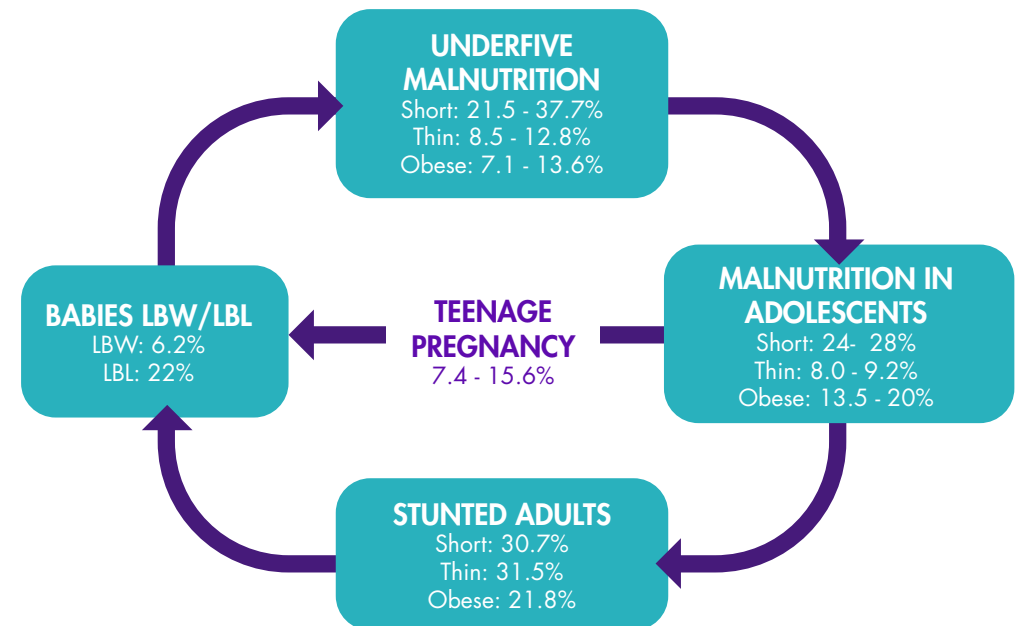 UNDERFIVE
MALNUTRITION
Short: 21.5 - 37.7%
Thin: 8.5 - 12.8%
Obese: 7.1 - 13.6%
MALNUTRITION IN
ADOLESCENTS
Short: 24-  28%
Thin: 8.0 - 9.2%
Obese: 13.5 - 20%
TEENAGE
PREGNANCY
7.4 - 15.6%
BABIES LBW/LBL
LBW: 6.2%
LBL: 22%
STUNTED ADULTS
Short: 30.7%
Thin: 31.5%
Obese: 21.8%